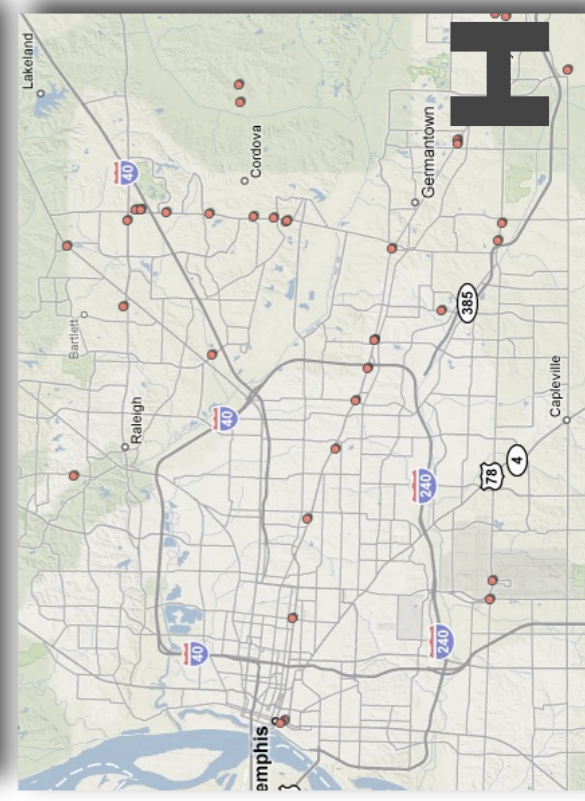 Lakeland
Bartlett
40
Raleigh
40
40
Cordova
emphis
240
Germantown
240
385
78
4
H
Capleville